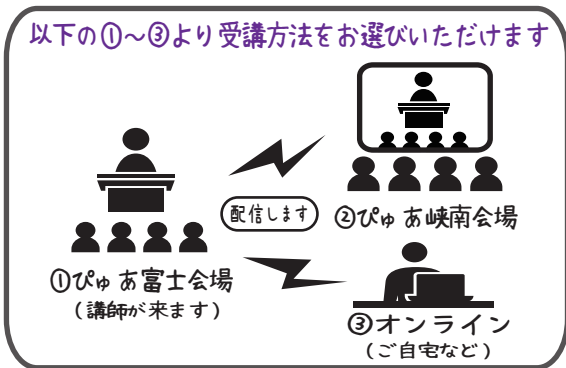 以下の①～③より受講方法をお選びいただけます
配信します
①ぴゅあ富士会場
(講師が来ます)
②ぴゅあ峡南会場
③オンライン
(ご自宅など)